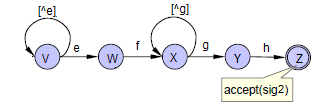 [^e] [^g]
V e W f X g Y h Z
accept(sig2)